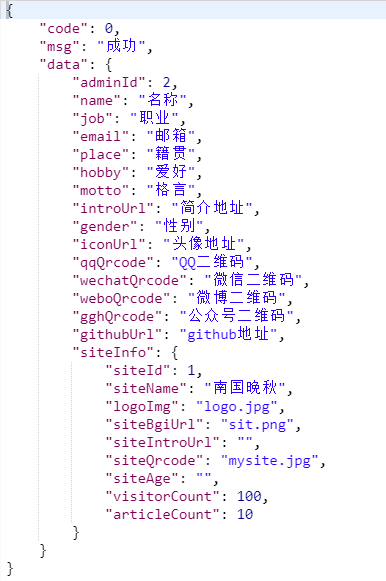 {
    "code": 0,
    "msg": "成功",
    "data": {
        "adminId": 2,
        "name": "名称",
        "job": "职业",
        "email": "邮箱",
        "place": "籍贯",
        "hobby": "爱好",
        "motto": "格言",
        "introUrl": "简介地址",
        "gender": "性别",
        "iconUrl": "头像地址",
        "qqQrcode": "QQ二维码",
        "wechatQrcode": "微信二维码",
        "weboQrcode": "微博二维码",
        "gghQrcode": "公众号二维码",
        "githubUrl": "github地址",
        "siteInfo": {
            "siteId": 1,
            "siteName": "南国晚秋",
            "logoImg": "logo.jpg",
            "siteBgiUrl": "sit.png",
            "siteIntroUrl": "",
            "siteQrcode": "mysite.jpg",
            "siteAge": "",
            "visitorCount": 100,
            "articleCount": 10
        }
    }
}